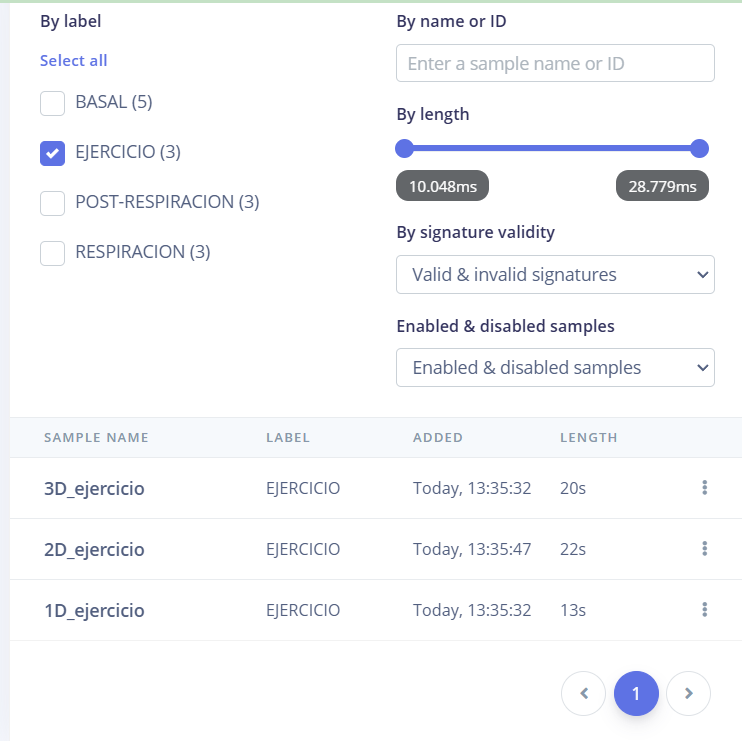 By label
Select all
BASAL (5)
EJERCICIO (3)
POST-RESPIRACION (3)
RESPIRACION (3)
By name or ID
Enter a sample name or ID
By length
10.048ms 28.779ms
By signature validity
Valid & invalid signatures
Enabled & disabled samples
Enabled & disabled samples
SAMPLE NAME LABEL ADDED LENGTH
3D_ejercicio EJERCICIO Today, 13:35:32 20s
2D_ejercicio EJERCICIO Today, 13:35:47 22s
1D_ejercicio EJERCICIO Today, 13:35:32 13s
1